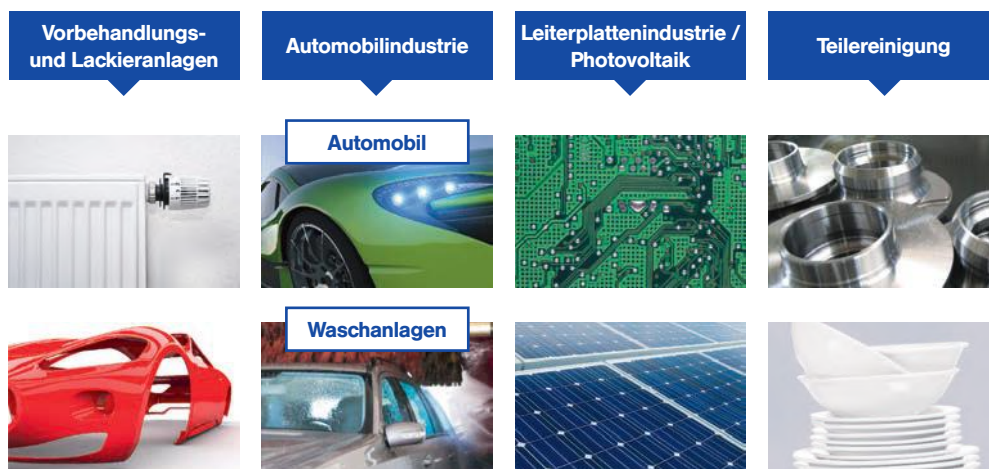 Vorbehandlungs-
und Lackieranlagen
Automobilindustrie
Leiterplattenindustrie /
Photovoltaik
Teilereinigung
Automobil
Waschanlagen